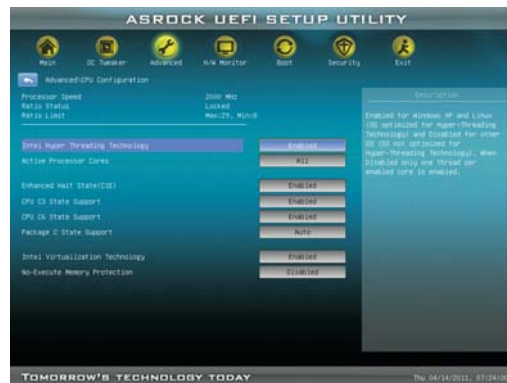 ASROCK UEFI SETUP UTILITY
Main OC Tweaker Advanced H/W Monitor Boot Security Exit
Advanced\CPU Configuration
Processor Speed 2000 MHz
Ratio Status Locked
Ratio Limit Max:25, Min:8
Intel Hyper Threading Technology Enabled
Active Processor Cores All
Enhanced Halt State(C1E) Enabled
CPU C3 State Support Enabled
CPU C6 State Support Enabled
Package C State Support Auto
Intel Virtualization Technology Enabled
No-Execute Memory Protection Disabled
Description
Enabled for Windows XP and Linux
(OS optimized for Hyper-Threading
Technology) and Disabled for other
OS (OS not optimized for
Hyper-Threading Technology). When
Disabled only one thread per
enabled core is enabled.
TOMORROW'S TECHNOLOGY TODAY
Thu 04/14/2011,